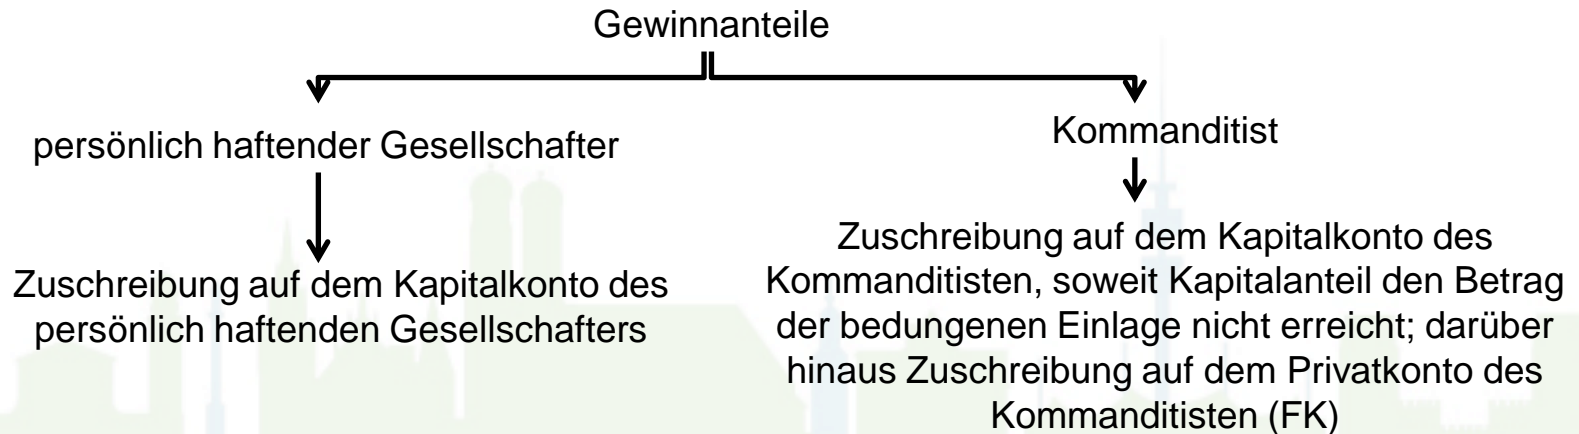 Gewinnanteile
persönlich haftender Gesellschafter
Kommanditist
Zuschreibung auf dem Kapitalkonto des
persönlich haftenden Gesellschafters
Zuschreibung auf dem Kapitalkonto des
Kommanditisten, soweit Kapitalanteil den Betrag
der bedungenen Einlage nicht erreicht; darüber
hinaus Zuschreibung auf dem Privatkonto des
Kommanditisten (FK)